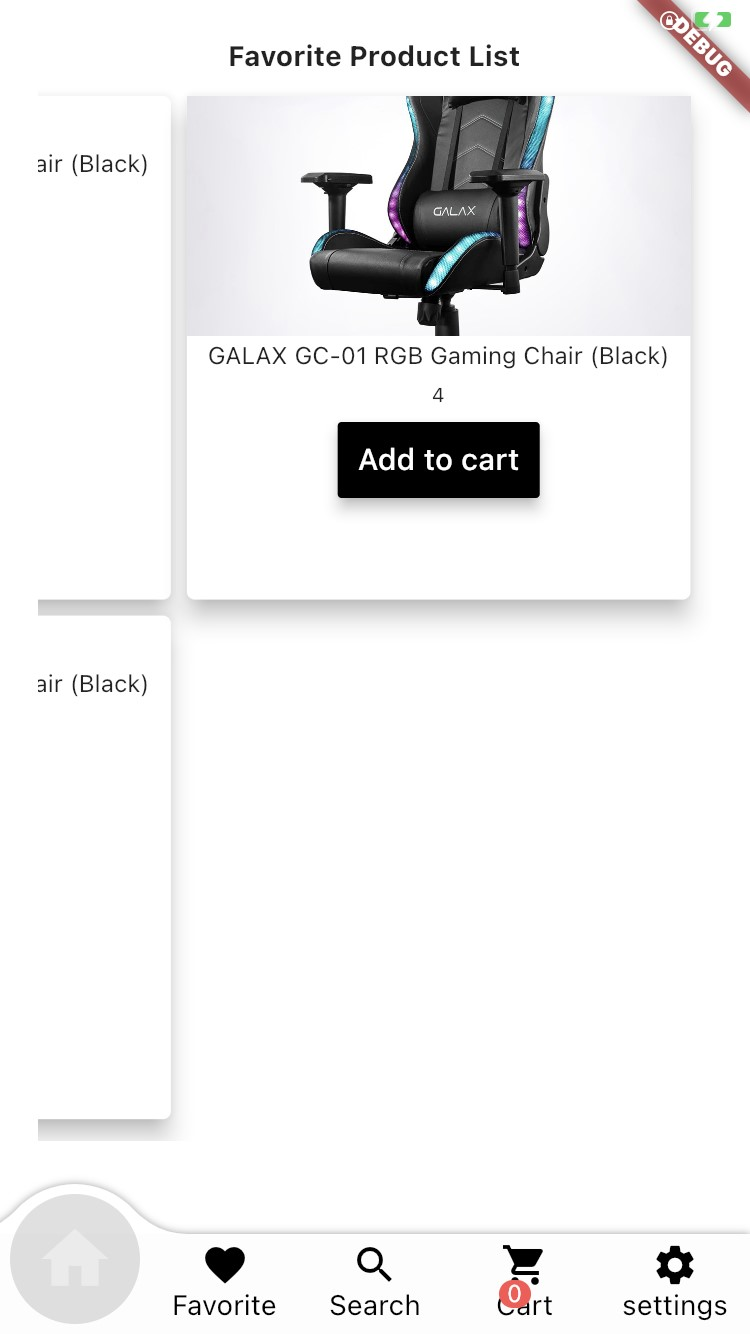 DEBUG
Favorite Product List
air (Black)
GALAX
GALAX GC-01 RGB Gaming Chair (Black)
4
Add to cart
air (Black)
0
Favorite
Search
Cart
settings